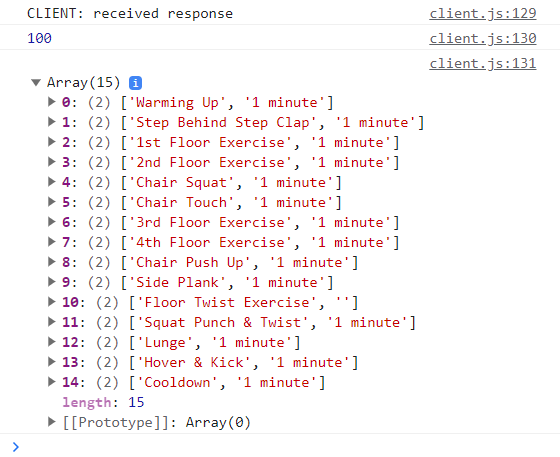 CLIENT: received response client.js:129
100 client.js:130
client.js:131
▼ Array(15) i
▶ 0: (2) ['Warming Up', '1 minute']
▶ 1: (2) ['Step Behind Step Clap', '1 minute']
▶ 2: (2) ['1st Floor Exercise', '1 minute']
▶ 3: (2) ['2nd Floor Exercise', '1 minute']
▶ 4: (2) ['Chair Squat', '1 minute']
▶ 5: (2) ['Chair Touch', '1 minute']
▶ 6: (2) ['3rd Floor Exercise', '1 minute']
▶ 7: (2) ['4th Floor Exercise', '1 minute']
▶ 8: (2) ['Chair Push Up', '1 minute']
▶ 9: (2) ['Side Plank', '1 minute']
▶ 10: (2) ['Floor Twist Exercise', '']
▶ 11: (2) ['Squat Punch & Twist', '1 minute']
▶ 12: (2) ['Lunge', '1 minute']
▶ 13: (2) ['Hover & Kick', '1 minute']
▶ 14: (2) ['Cooldown', '1 minute']
length: 15
▶ [[Prototype]]: Array(0)